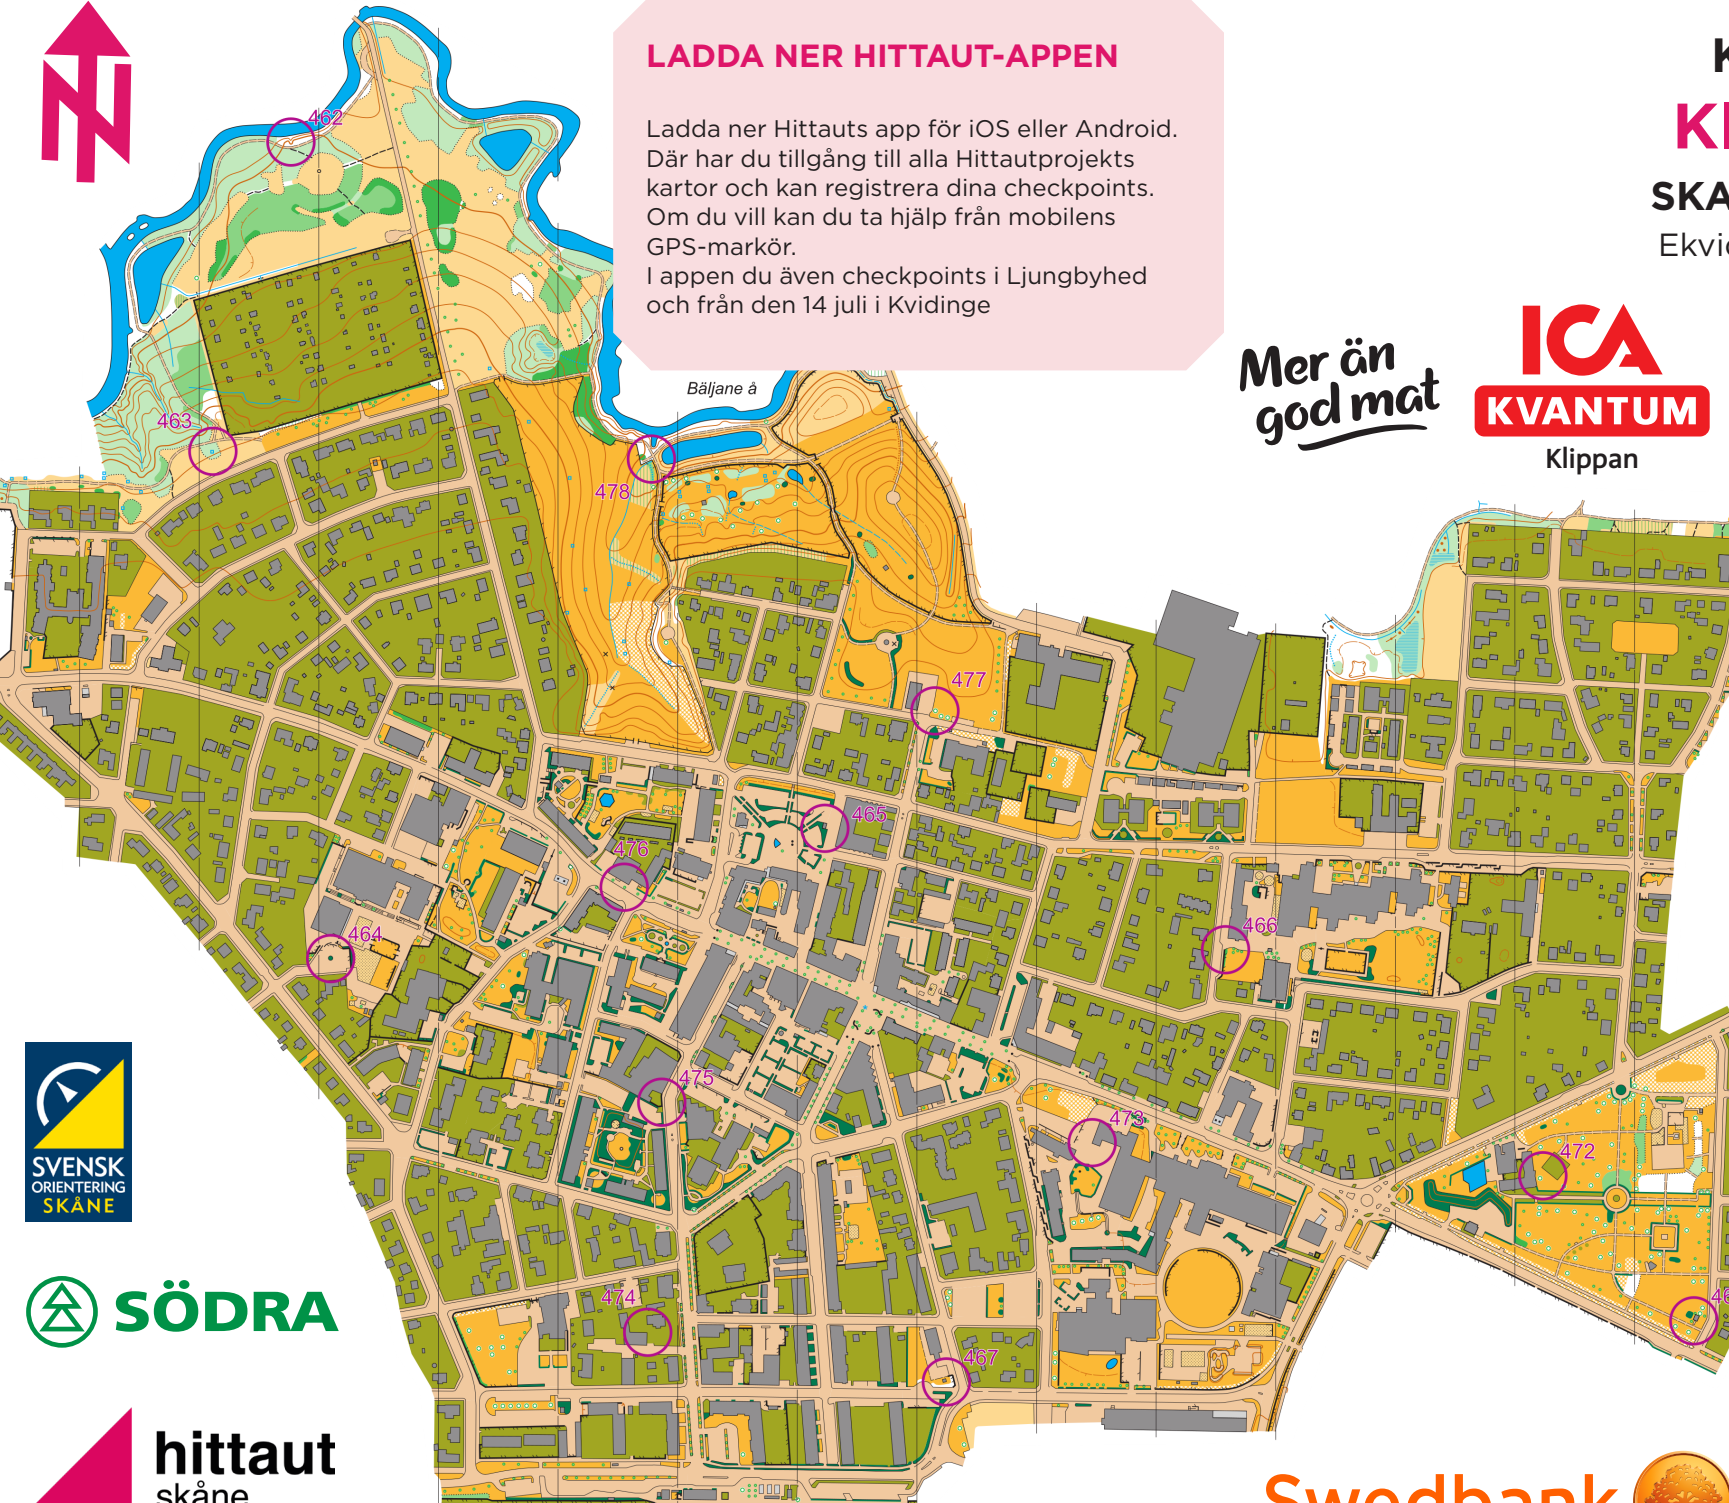 LADDA NER HITTAUT-APPEN
Ladda ner Hittauts app för iOS eller Android.
Där har du tillgång till alla Hittautprojekts
kartor och kan registrera dina checkpoints.
Om du vill kan du ta hjälp från mobilens
GPS-markör.
I appen du även checkpoints i Ljungbyhed
och från den 14 juli i Kvidinge
SKA
Ekvi
Mer än
god mat
ICA
KVANTUM
Klippan
Bäljane å
462
463
478
477
465
476
464
466
475
473
472
474
467
SVENSK
ORIENTERING
SKÅNE
SÖDRA
hittaut
skåne
Swedbank